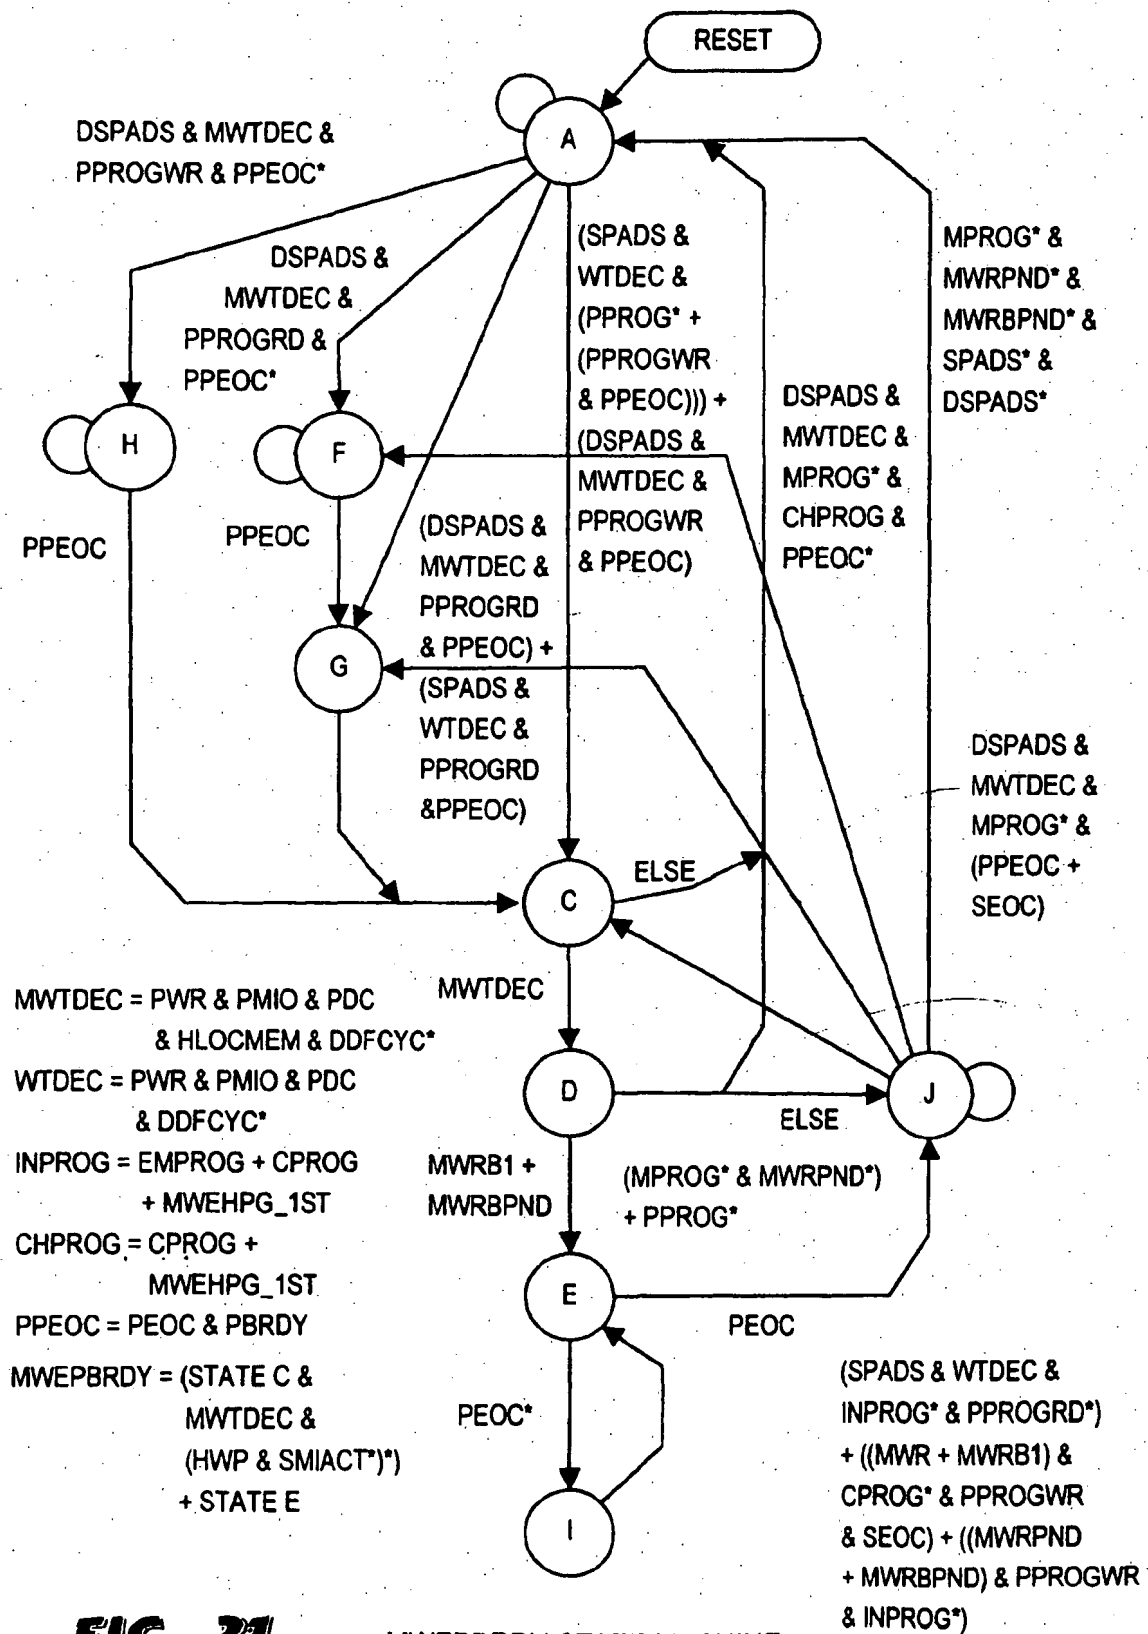 RESET
A
DSPADS & MWTDEC &
PPROGWR & PPEOC*
DSPADS &
MWTDEC &
PPROGRD &
PPEOC*
(SPADS &
WTDEC &
(PPROG* +
(PPROGWR
& PPEOC))) +
(DSPADS &
MWTDEC &
PPROGWR
& PPEOC)
MPROG* &
MWRPND* &
MWRBPND* &
SPADS* &
DSPADS*
DSPADS &
MWTDEC &
MPROG* &
CHPROG &
PPEOC*
H
F
PPEOC
PPEOC
(DSPADS &
MWTDEC &
PPROGRD
& PPEOC) +
(SPADS &
WTDEC &
PPROGRD
&PPEOC)
G
DSPADS &
MWTDEC &
MPROG* &
(PPEOC +
SEOC)
C
ELSE
MWTDEC
MWTDEC = PWR & PMIO & PDC
& HLOCMEM & DDFCYC*
WTDEC = PWR & PMIO & PDC
& DDFCYC*
INPROG = EMPROG + CPROG
+ MWEHPG_1ST
CHPROG = CPROG +
MWEHPG_1ST
PPEOC = PEOC & PBRDY
MWEPBRDY = (STATE C &
MWTDEC &
(HWP & SMIACT*)*)
+ STATE E
D
ELSE
J
MWRB1 +
MWRBPND
(MPROG* & MWRPND*)
+ PPROG*
E
PEOC
PEOC*
I
(SPADS & WTDEC &
INPROG* & PPROGRD*)
+ ((MWR + MWRB1) &
CPROG* & PPROGWR
& SEOC) + ((MWRPND
+ MWRBPND) & PPROGWR
& INPROG*)
FIG. 21